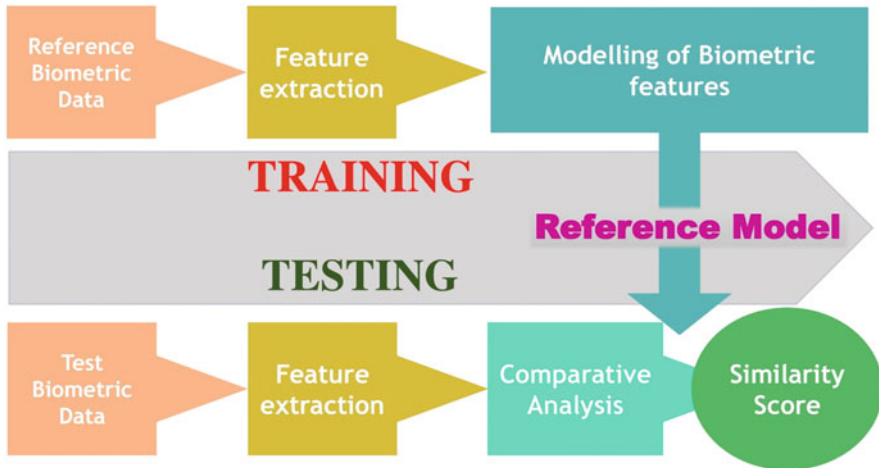 Reference
Biometric
Data
Feature
extraction
Modelling of Biometric
features
TRAINING
Reference Model
TESTING
Test
Biometric
Data
Feature
extraction
Comparative
Analysis
Similarity
Score